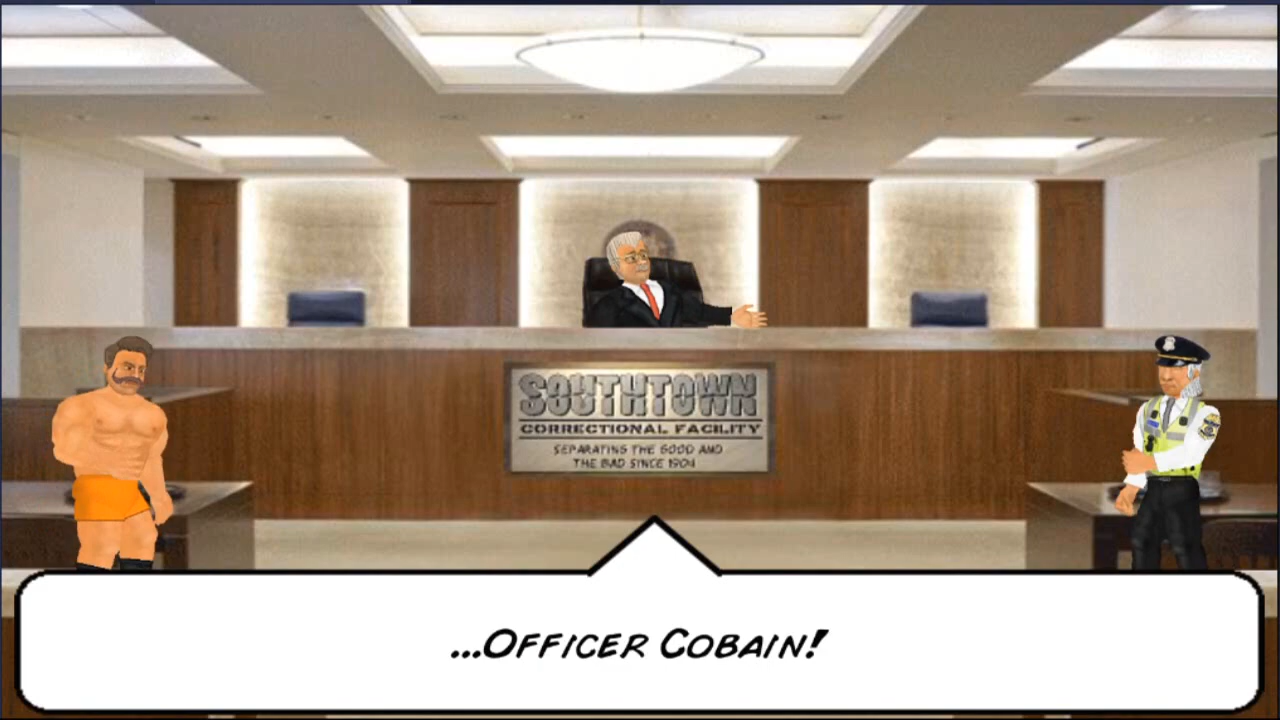 SOUTHTOWN
CORRECTIONAL FACILITY
SEPARATING THE GOOD AND
THE BAD SINCE 1904
...OFFICER COBAIN!